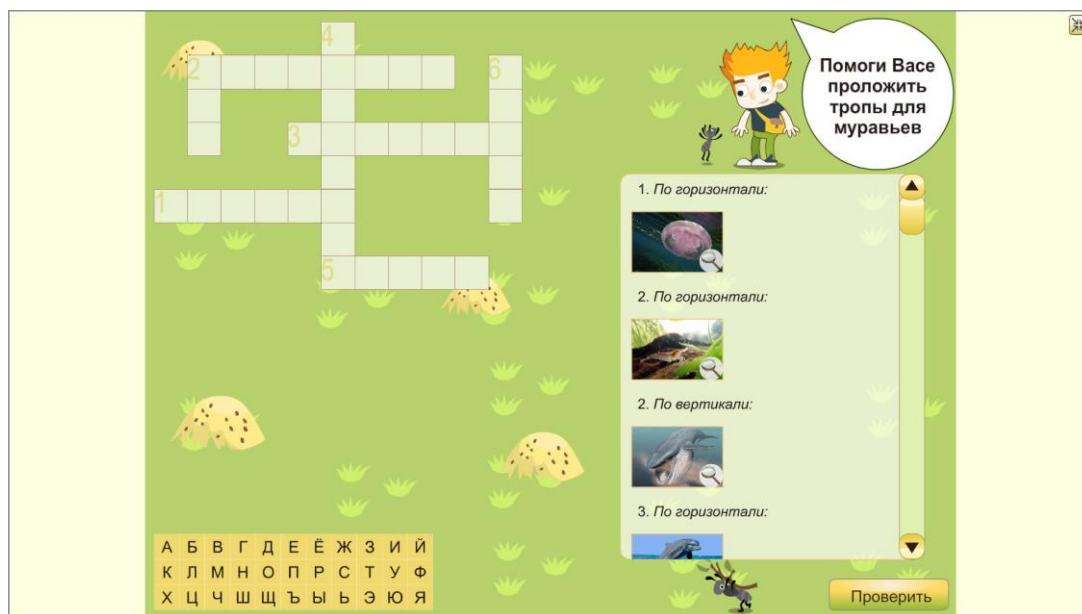 4
2
6
3
1
5
Помоги Васе
проложить
тропы для
муравьев
1. По горизонтали:
2. По горизонтали:
2. По вертикали:
3. По горизонтали:
А Б В Г Д Е Ё Ж З И Й
К Л М Н О П Р С Т У Ф
Х Ц Ч Ш Щ Ъ Ы Ь Э Ю Я
Проверить